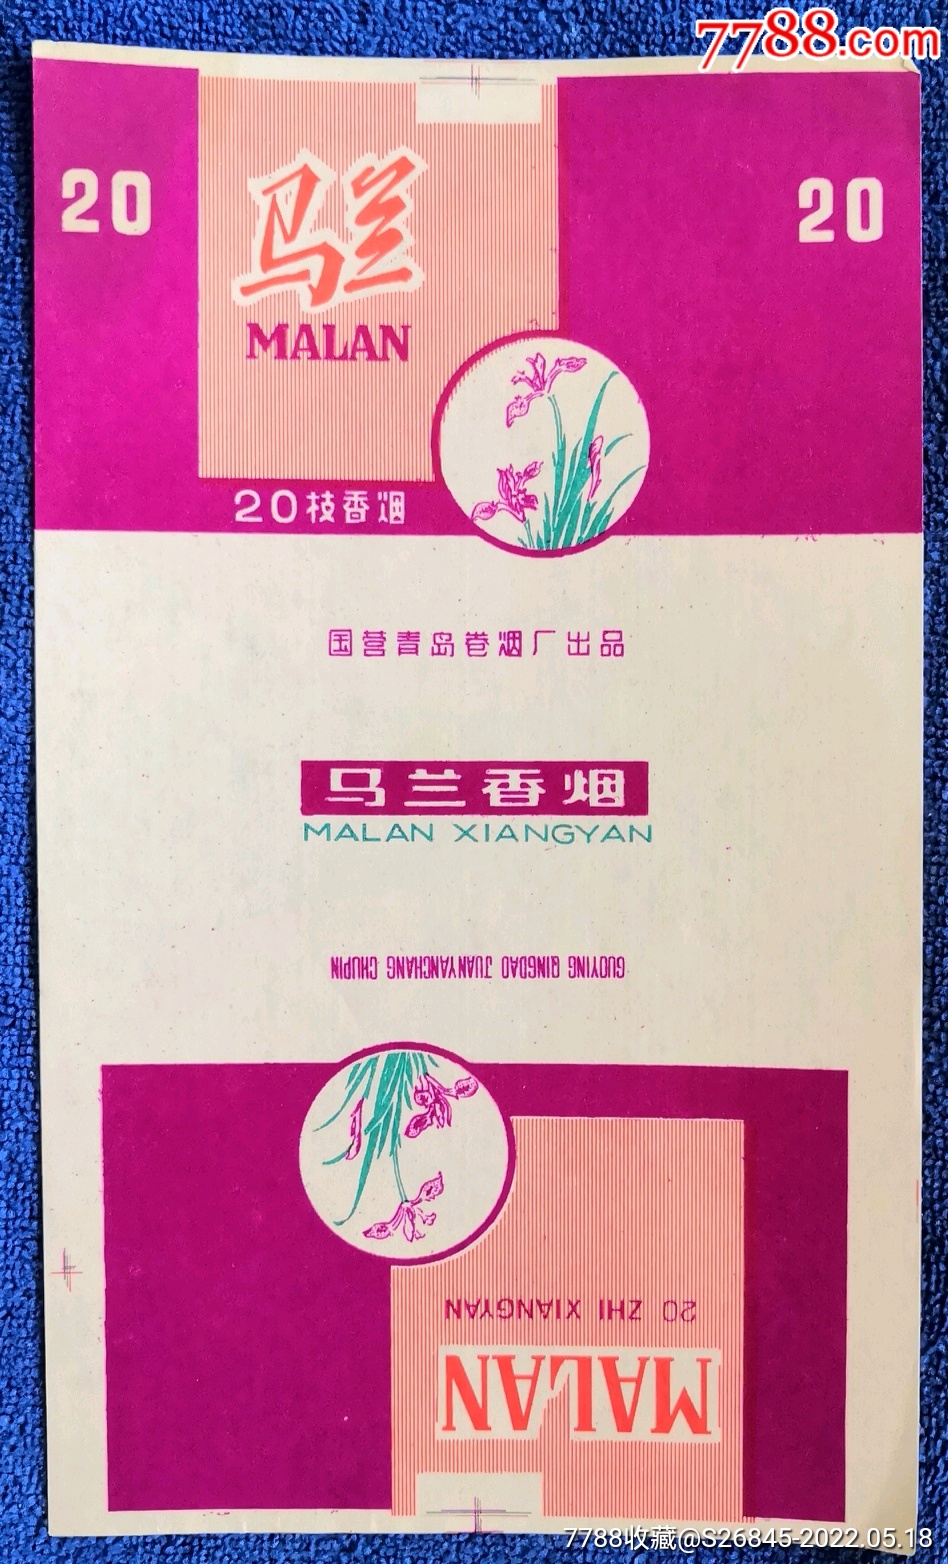 7788.com
20
20
马兰
MALAN
20枝香烟
国营青岛卷烟厂出品
马兰香烟
MALAN XIANGYAN
GUOYING QINGDAO JUANYANCHANG CHUPIN
20 ZHI XIANGYAN
MALAN
7788收藏@S26845-2022.05.18